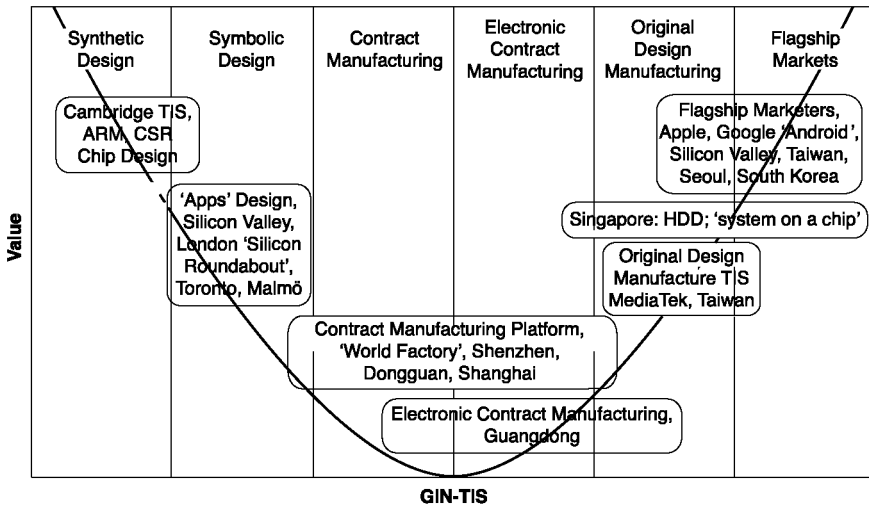 Synthetic
Design
Symbolic
Design
Contract
Manufacturing
Electronic
Contract
Manufacturing
Original
Design
Manufacturing
Flagship
Markets
Cambridge TIS,
ARM, CSR
Chip Design
'Apps' Design,
Silicon Valley,
London 'Silicon
Roundabout',
Toronto, Malmö
Contract Manufacturing Platform,
'World Factory', Shenzhen,
Dongguan, Shanghai
Electronic Contract Manufacturing,
Guangdong
Flagship Marketers,
Apple, Google 'Android',
Silicon Valley, Taiwan,
Seoul, South Korea
Singapore: HDD; 'system on a chip'
Original Design
Manufacture TIS
MediaTek, Taiwan
Value
GIN-TIS